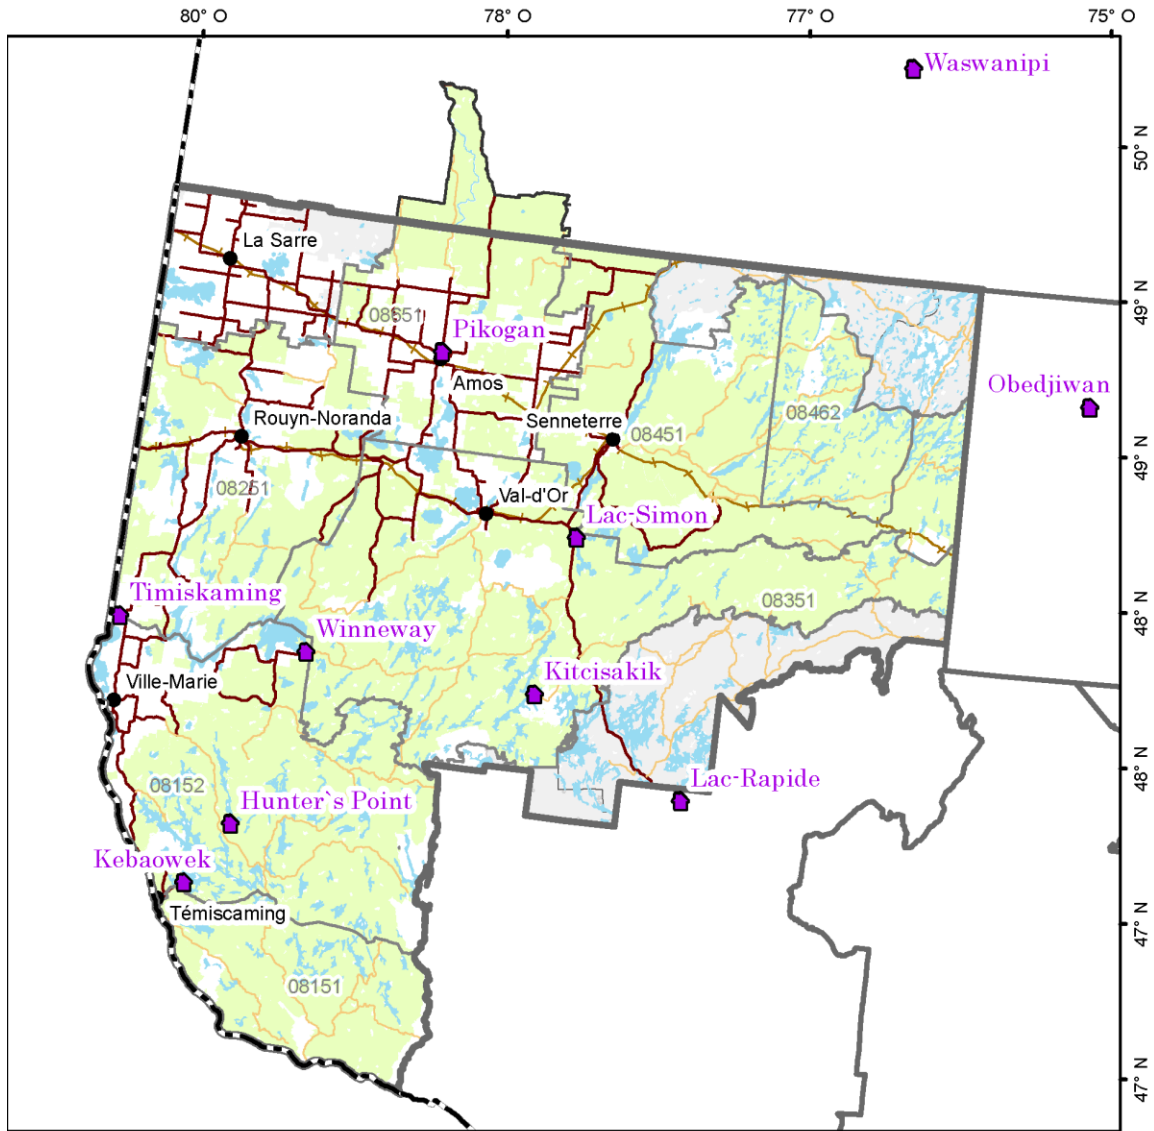 80° O
78° O
77° O
75° O
Waswanipi
50° N
La Sarre
49° N
08651
Pikogan
Amos
Obedjiwan
Rouyn-Noranda
Senneterre
08462
08451
49° N
08251
Val-d'Or
Lac-Simon
Timiskaming
08351
48° N
Winneway
Kitcisakik
Ville-Marie
48° N
Lac-Rapide
08152
Hunter`s Point
Kebaowek
Témiscaming
47° N
08151
47° N